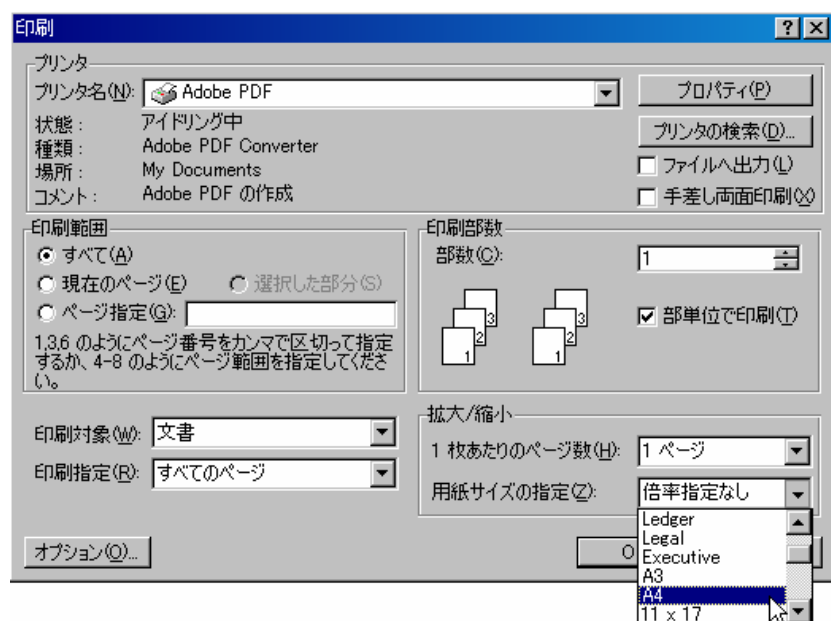 印刷
プリンタ
プリンタ名(N): Adobe PDF プロパティ(P)
状態： アイドリング中 プリンタの検索(D)...
種類： Adobe PDF Converter
場所： My Documents ファイルへ出力(L)
コメント： Adobe PDF の作成 手差し両面印刷(X)
印刷範囲
すべて(A)
現在のページ(E) 選択した部分(S)
ページ指定(G):
1,3,6 のようにページ番号をカンマで区切って指定
するか、4-8 のようにページ範囲を指定してくださ
い。
印刷部数
部数(C): 1
1 2 3 1 2 3
部単位で印刷(T)
印刷対象(W): 文書
印刷指定(R): すべてのページ
拡大/縮小
1 枚あたりのページ数(H): 1 ページ
用紙サイズの指定(Z): 倍率指定なし
Ledger
Legal
Executive
A3
A4
11 x 17
オプション(O)...